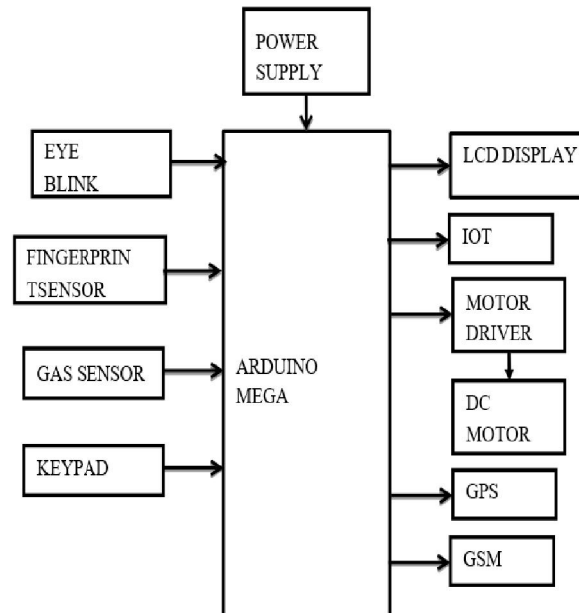 POWER
SUPPLY
EYE
BLINK
FINGERPRIN
TSENSOR
GAS SENSOR
KEYPAD
ARDUINO
MEGA
LCD DISPLAY
IOT
MOTOR
DRIVER
DC
MOTOR
GPS
GSM